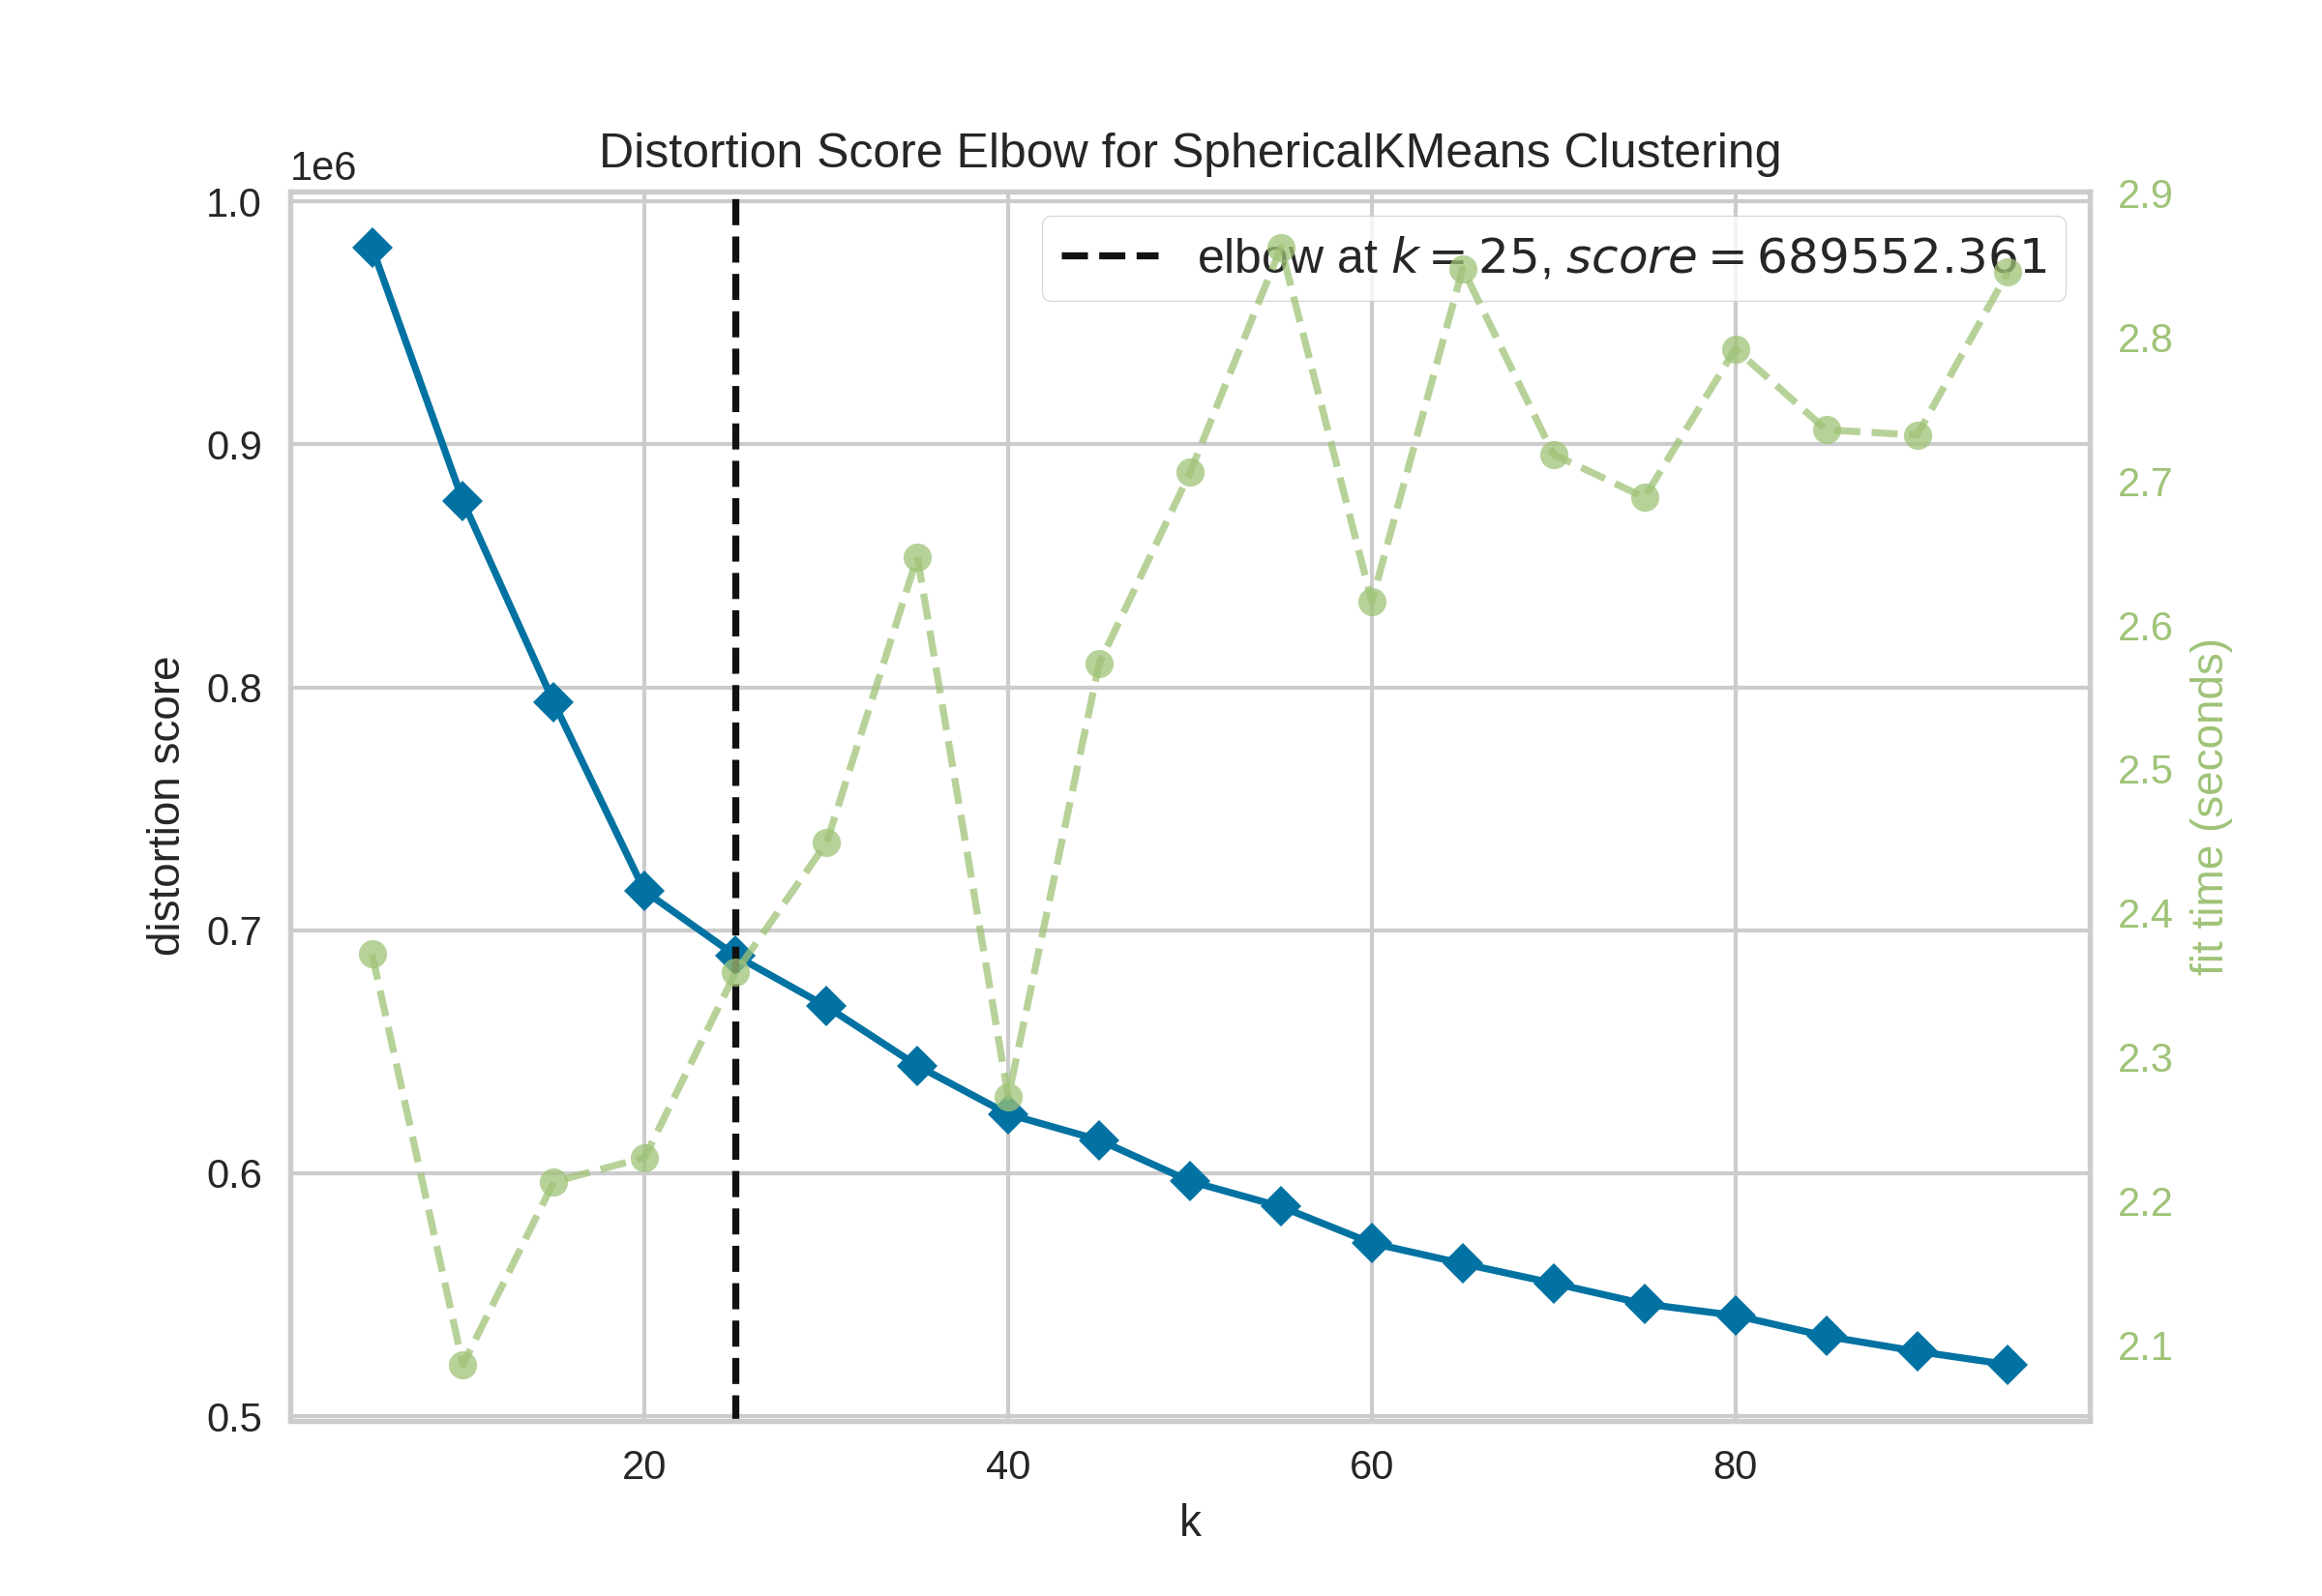 Distortion Score Elbow for SphericalKMeans Clustering
1e6
elbow at k = 25, score = 689552.361
1.0
0.9
0.8
0.7
0.6
0.5
distortion score
2.9
2.8
2.7
2.6
2.5
2.4
2.3
2.2
2.1
fit time (seconds)
20 40 60 80
k